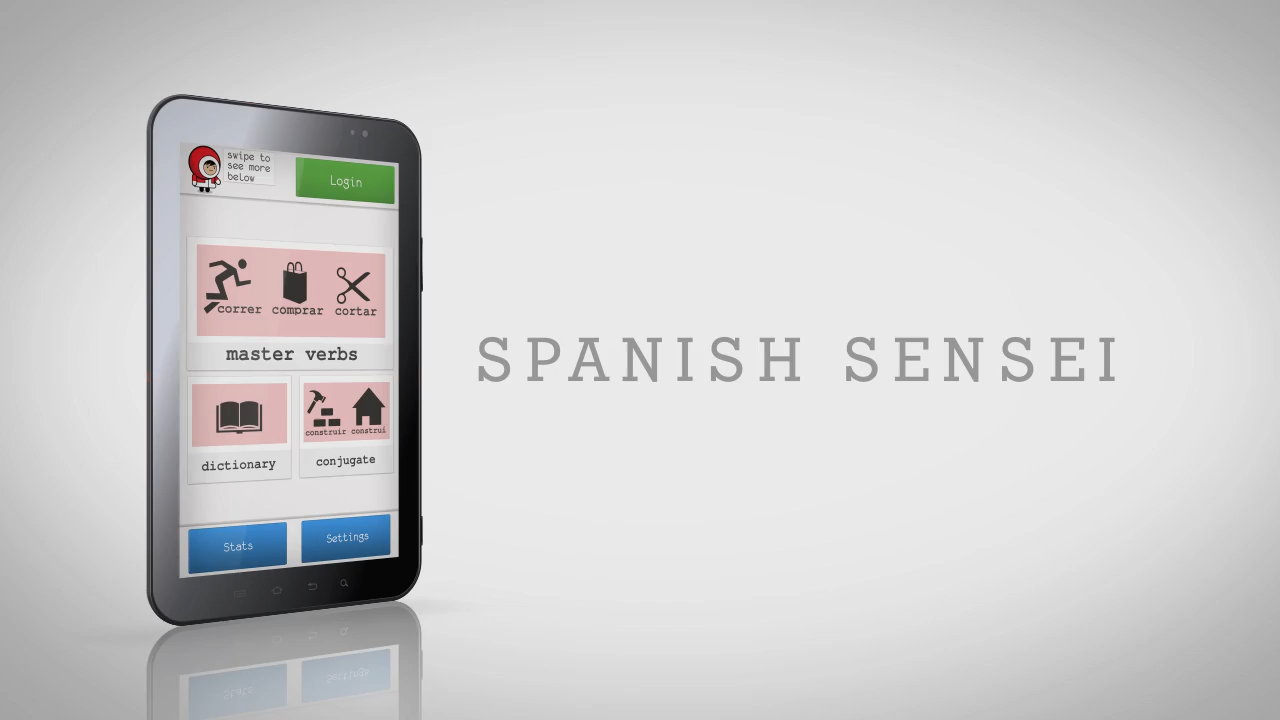 swipe to
see more
below
Login
correr comprar cortar
master verbs
construir construi
dictionary
conjugate
Stats
Settings
SPANISH SENSEI